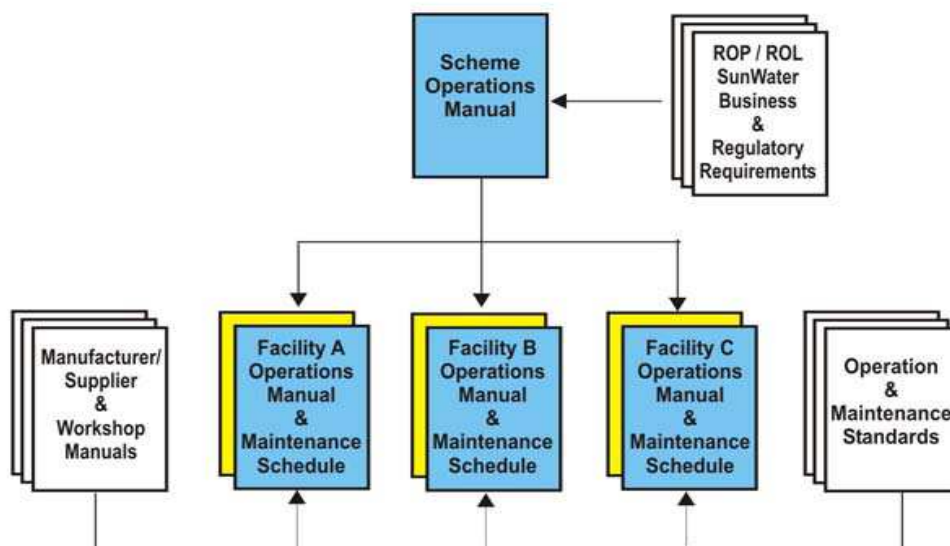 Scheme
Operations
Manual
ROP / ROL
SunWater
Business
&
Regulatory
Requirements
Manufacturer/
Supplier
&
Workshop
Manuals
Facility A
Operations
Manual
&
Maintenance
Schedule
Facility B
Operations
Manual
&
Maintenance
Schedule
Facility C
Operations
Manual
&
Maintenance
Schedule
Operation
&
Maintenance
Standards